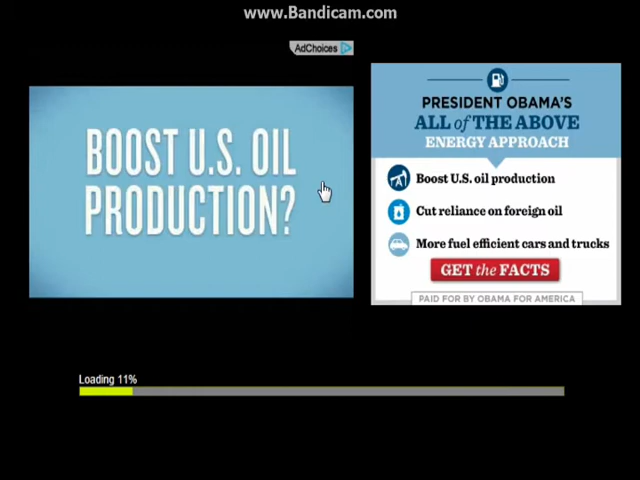 www.Bandicam.com
AdChoices
BOOST U.S. OIL
PRODUCTION?
PRESIDENT OBAMA'S
ALL of THE ABOVE
ENERGY APPROACH
Boost U.S. oil production
Cut reliance on foreign oil
More fuel efficient cars and trucks
GET the FACTS
PAID FOR BY OBAMA FOR AMERICA
Loading 11%